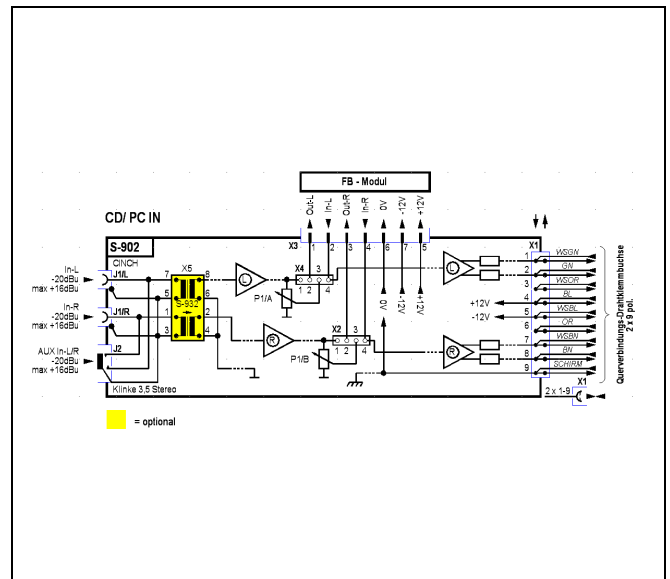 FB - Modul
Out-L In-L Out-R In-R 0V -12V +12V
CD/ PC IN
X3 1 2 3 4 6 7 5
S-902
X1
CINCH
X5
X4
In-L
-20dBu
max +16dBu
J1/L
7 8
L
1 2 3 4
L
1 WSGN
2 GN
5 6
P1/A
3 WSOR
S-932
In-R
-20dBu
max +16dBu
J1/R
1 2
0V -12V +12V
+12V 4 BL
-12V 5 WSBL
X2
6 OR
3 4
R
1 2 3 4
R
7 WSBN
8 BN
AUX In-L/R
-20dBu
max +16dBu
J2
P1/B
9 SCHIRM
Klinke 3,5 Stereo
X1
2 x 1-9
Querverbindungs-Drahtklemmbuchse
2 x 9 pol.
= optional